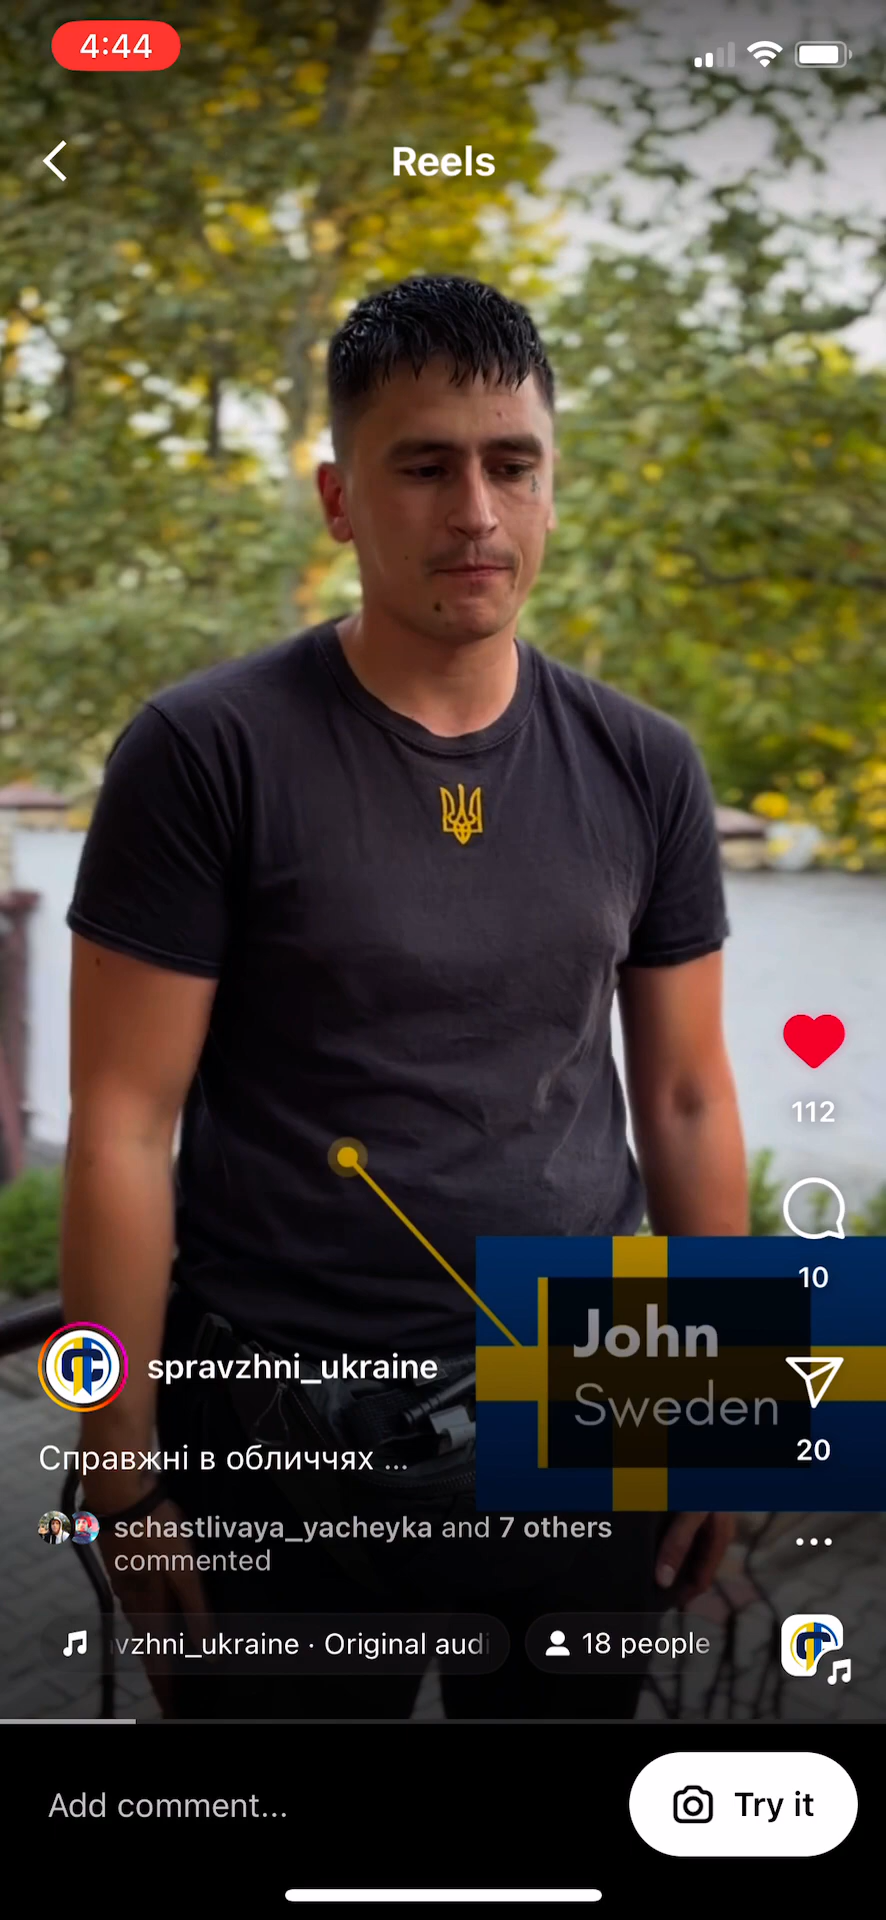 4:44
Reels
112
10
John
Sweden
spravzhni_ukraine
20
Справжні в обличчях ...
schastlivaya_yacheyka and 7 others
commented
vzhni_ukraine · Original audi
18 people
Add comment...
Try it